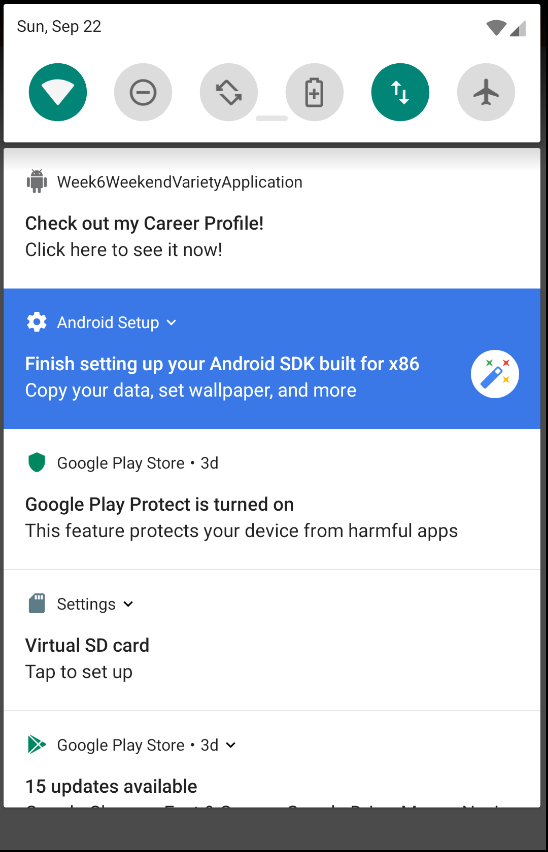 Sun, Sep 22
Week6WeekendVarietyApplication
Check out my Career Profile!
Click here to see it now!
Android Setup
Finish setting up your Android SDK built for x86
Copy your data, set wallpaper, and more
Google Play Store • 3d
Google Play Protect is turned on
This feature protects your device from harmful apps
Settings
Virtual SD card
Tap to set up
Google Play Store • 3d
15 updates available